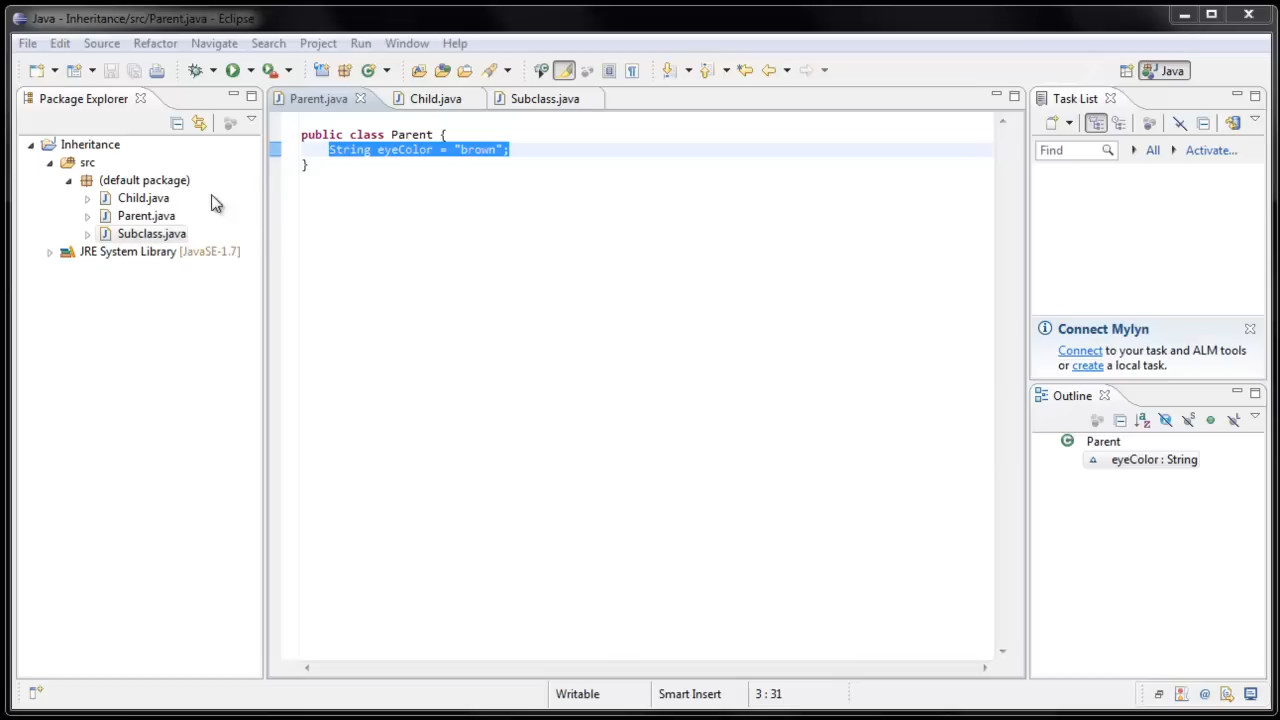 Java - Inheritance/src/Parent.java - Eclipse
File Edit Source Refactor Navigate Search Project Run Window Help
Java
Package Explorer
Inheritance
src
(default package)
Child.java
Parent.java
Subclass.java
JRE System Library [JavaSE-1.7]
Parent.java Child.java Subclass.java
public class Parent {
String eyeColor = "brown";
}
Task List
Find All Activate...
Connect Mylyn
Connect to your task and ALM tools
or create a local task.
Outline
Parent
eyeColor : String
Writable Smart Insert 3 : 31